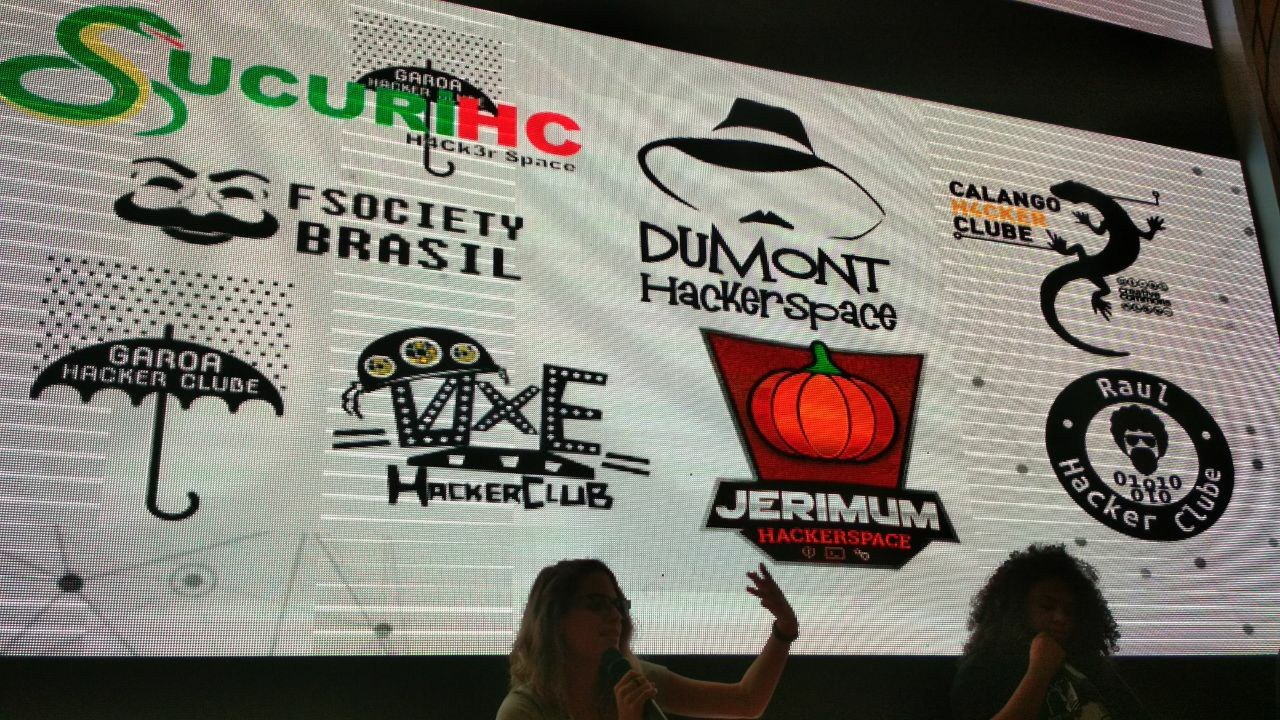 SUCURIHC
H4Ck3r Space
GAROA
HACKER
FSOCIETY
BRASIL
DUMONT
Hackerspace
CALANGO
H4CKER
CLUBE
GAROA
HACKER CLUBE
VIXE
HACKERCLUB
JERIMUM
HACKERSPACE
Raul
Hacker Clube
01010
010